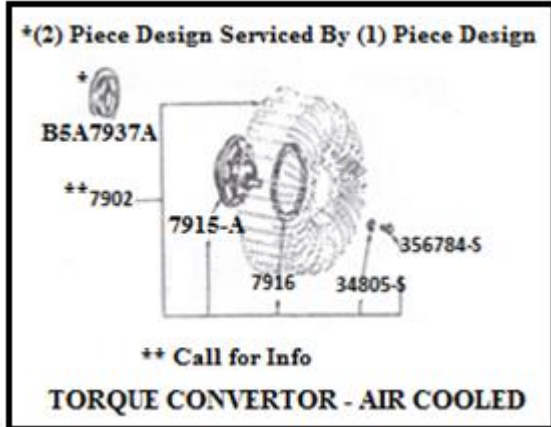 *(2) Piece Design Serviced By (1) Piece Design
*
B5A7937A
**7902
7915-A
356784-S
7916
34805-S
** Call for Info
TORQUE CONVERTOR - AIR COOLED